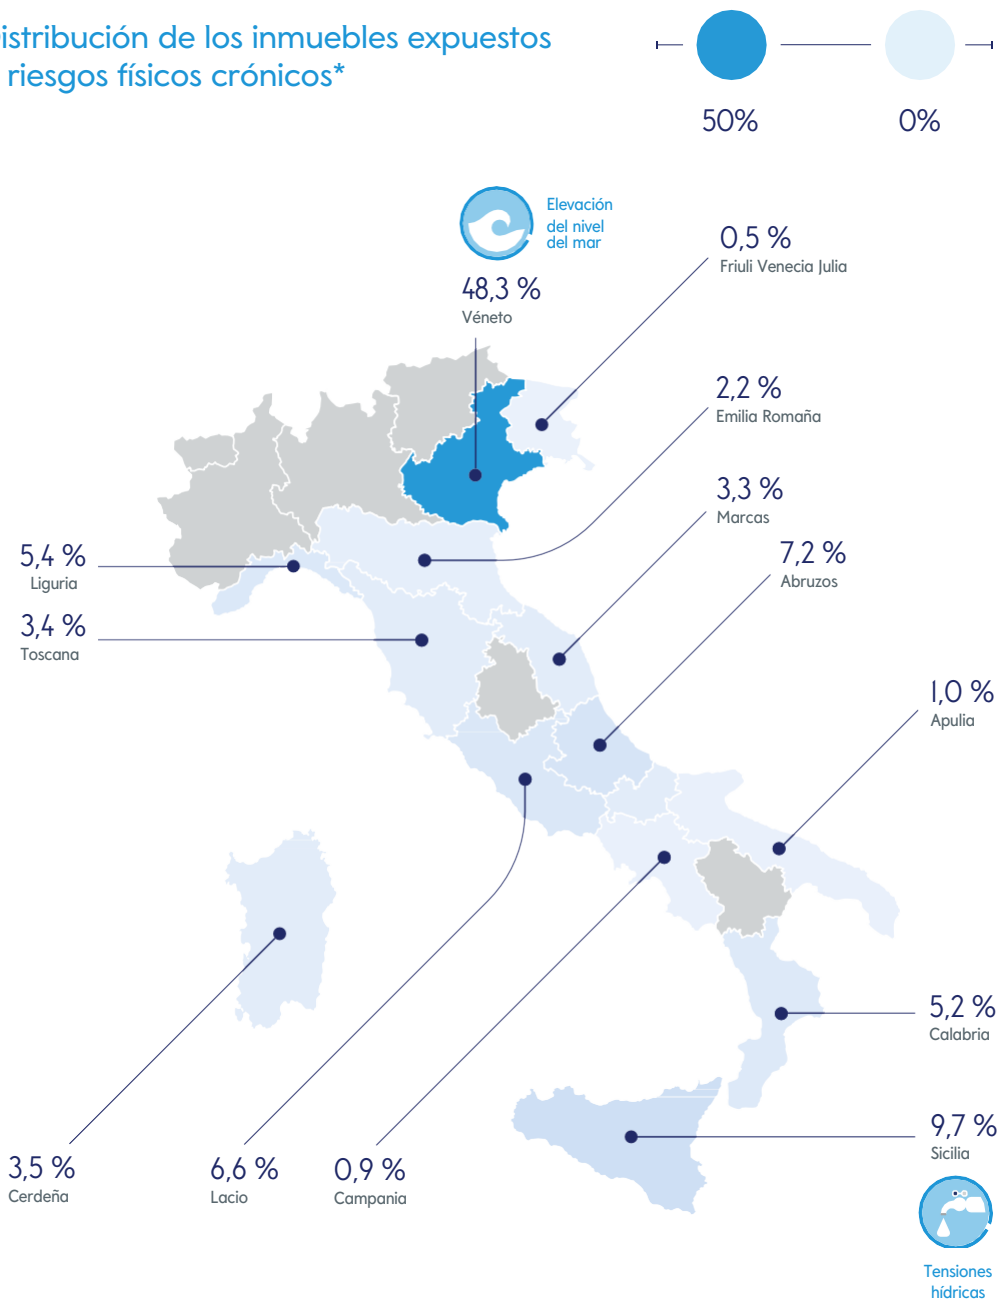 istribución de los inmuebles expuestos
riesgos físicos crónicos*
50%
0%
Elevación
del nivel
del mar
0,5 %
Friuli Venecia Julia
48,3 %
Véneto
2,2 %
Emilia Romaña
3,3 %
Marcas
7,2 %
Abruzos
5,4 %
Liguria
3,4 %
Toscana
1,0 %
Apulia
5,2 %
Calabria
9,7 %
Sicilia
3,5 %
Cerdeña
6,6 %
Lacio
0,9 %
Campania
Tensiones
hídricas